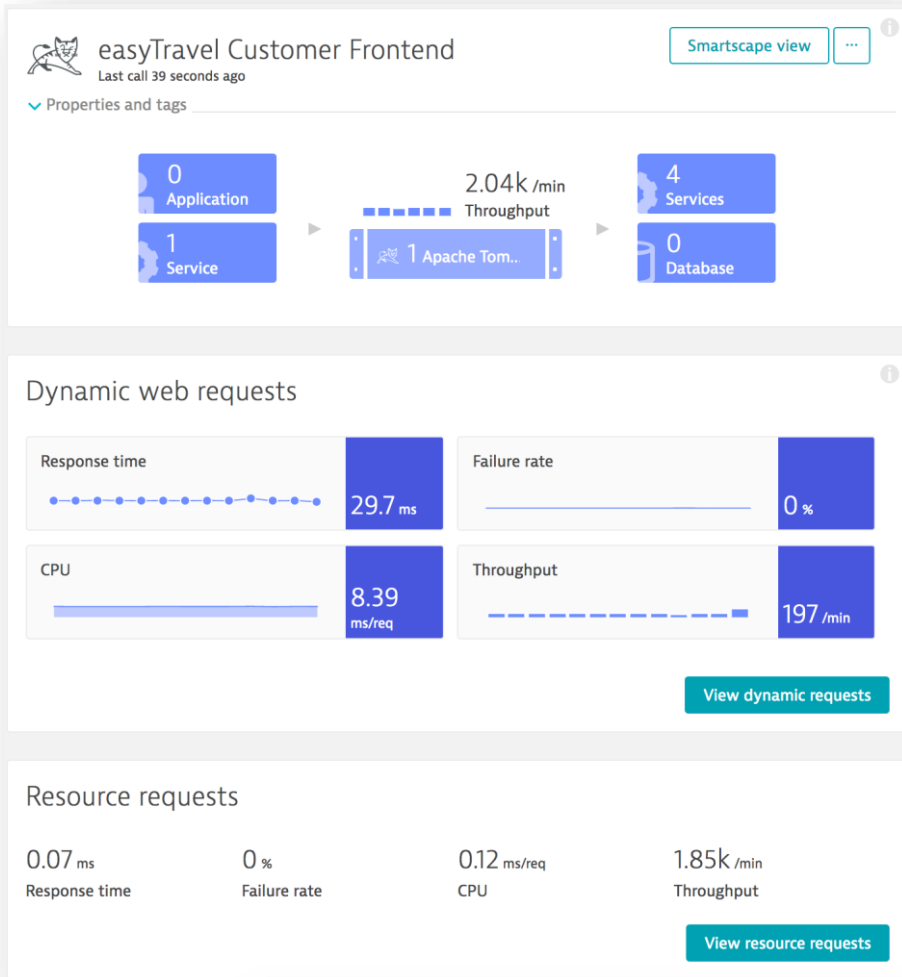 easyTravel Customer Frontend
Last call 39 seconds ago
Smartscape view
...
Properties and tags
0
Application
1
Service
2.04k /min
Throughput
1 Apache Tom...
4
Services
0
Database
Dynamic web requests
Response time
29.7 ms
Failure rate
0 %
CPU
8.39
ms/req
Throughput
197 /min
View dynamic requests
Resource requests
0.07 ms
Response time
0 %
Failure rate
0.12 ms/req
CPU
1.85k /min
Throughput
View resource requests